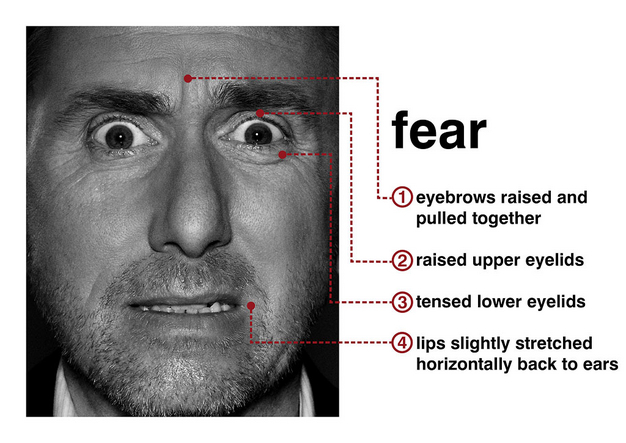 fear
1 eyebrows raised and
pulled together
2 raised upper eyelids
3 tensed lower eyelids
4 lips slightly stretched
horizontally back to ears